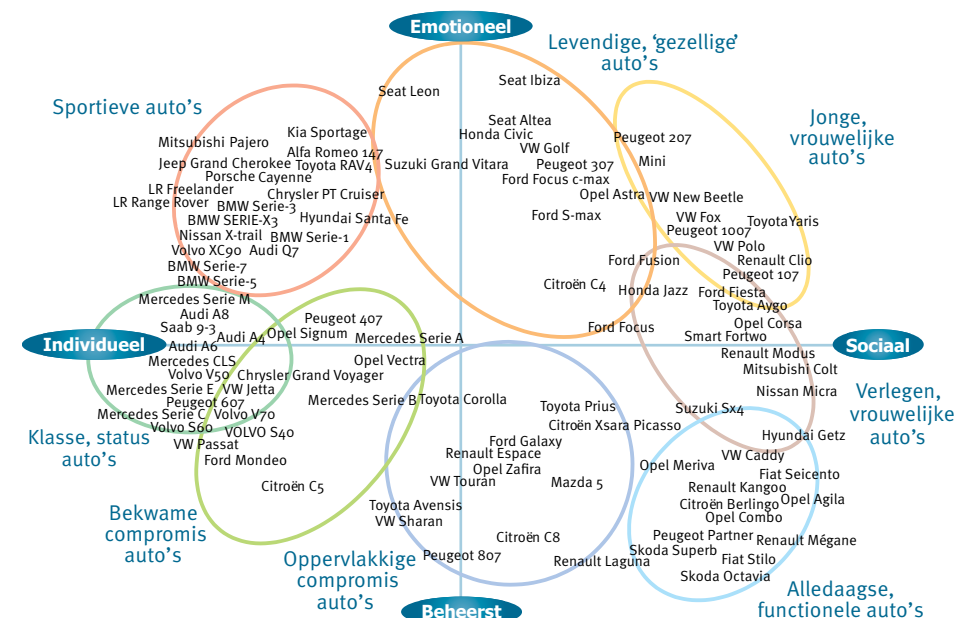 Emotioneel
Levendige, ‘gezellige’
auto’s
Sportieve auto’s
Jonge,
vrouwelijke
auto’s
Seat Leon
Seat Ibiza
Seat Altea
Honda Civic
VW Golf
Kia Sportage
Mitsubishi Pajero
Alfa Romeo 147
Jeep Grand Cherokee
Toyota RAV4
Suzuki Grand Vitara
Peugeot 307
Peugeot 207
Mini
Porsche Cayenne
Ford Focus c-max
LR Freelander
Chrysler PT Cruiser
Opel Astra
VW New Beetle
LR Range Rover
BMW Serie-3
BMW SERIE-X3
Hyundai Santa Fe
Ford S-max
VW Fox
Toyota Yaris
Peugeot 1007
Nissan X-trail
BMW Serie-1
Volvo XC90
Audi Q7
VW Polo
Renault Clio
BMW Serie-7
Ford Fusion
Peugeot 107
BMW Serie-5
Citroën C4
Honda Jazz
Ford Fiesta
Toyota Aygo
Mercedes Serie M
Audi A8
Peugeot 407
Opel Corsa
Saab 9-3
Ford Focus
Smart Fortwo
Audi A4
Opel Signum
Mercedes Serie A
Individueel
Sociaal
Audi A6
Renault Modus
Mercedes CLS
Opel Vectra
Mitsubishi Colt
Volvo V50
Chrysler Grand Voyager
Mercedes Serie E
VW Jetta
Nissan Micra
Verlegen,
vrouwelijke
auto’s
Peugeot 607
Mercedes Serie B
Toyota Corolla
Toyota Prius
Suzuki Sx4
Mercedes Serie C
Volvo V70
Volvo S60
VOLVO S40
Citroën Xsara Picasso
Hyundai Getz
Klasse, status
auto’s
VW Passat
Ford Mondeo
Ford Galaxy
Renault Espace
VW Caddy
Opel Zafira
Opel Meriva
Fiat Seicento
VW Touran
Mazda 5
Renault Kangoo
Citroën C5
Opel Agila
Citroën Berlingo
Toyota Avensis
Opel Combo
VW Sharan
Bekwame
compromis
auto’s
Citroën C8
Peugeot Partner
Renault Mégane
Peugeot 807
Renault Laguna
Skoda Superb
Fiat Stilo
Skoda Octavia
Oppervlakkige
compromis
auto’s
Alledaagse,
functionele auto’s
Beheerst